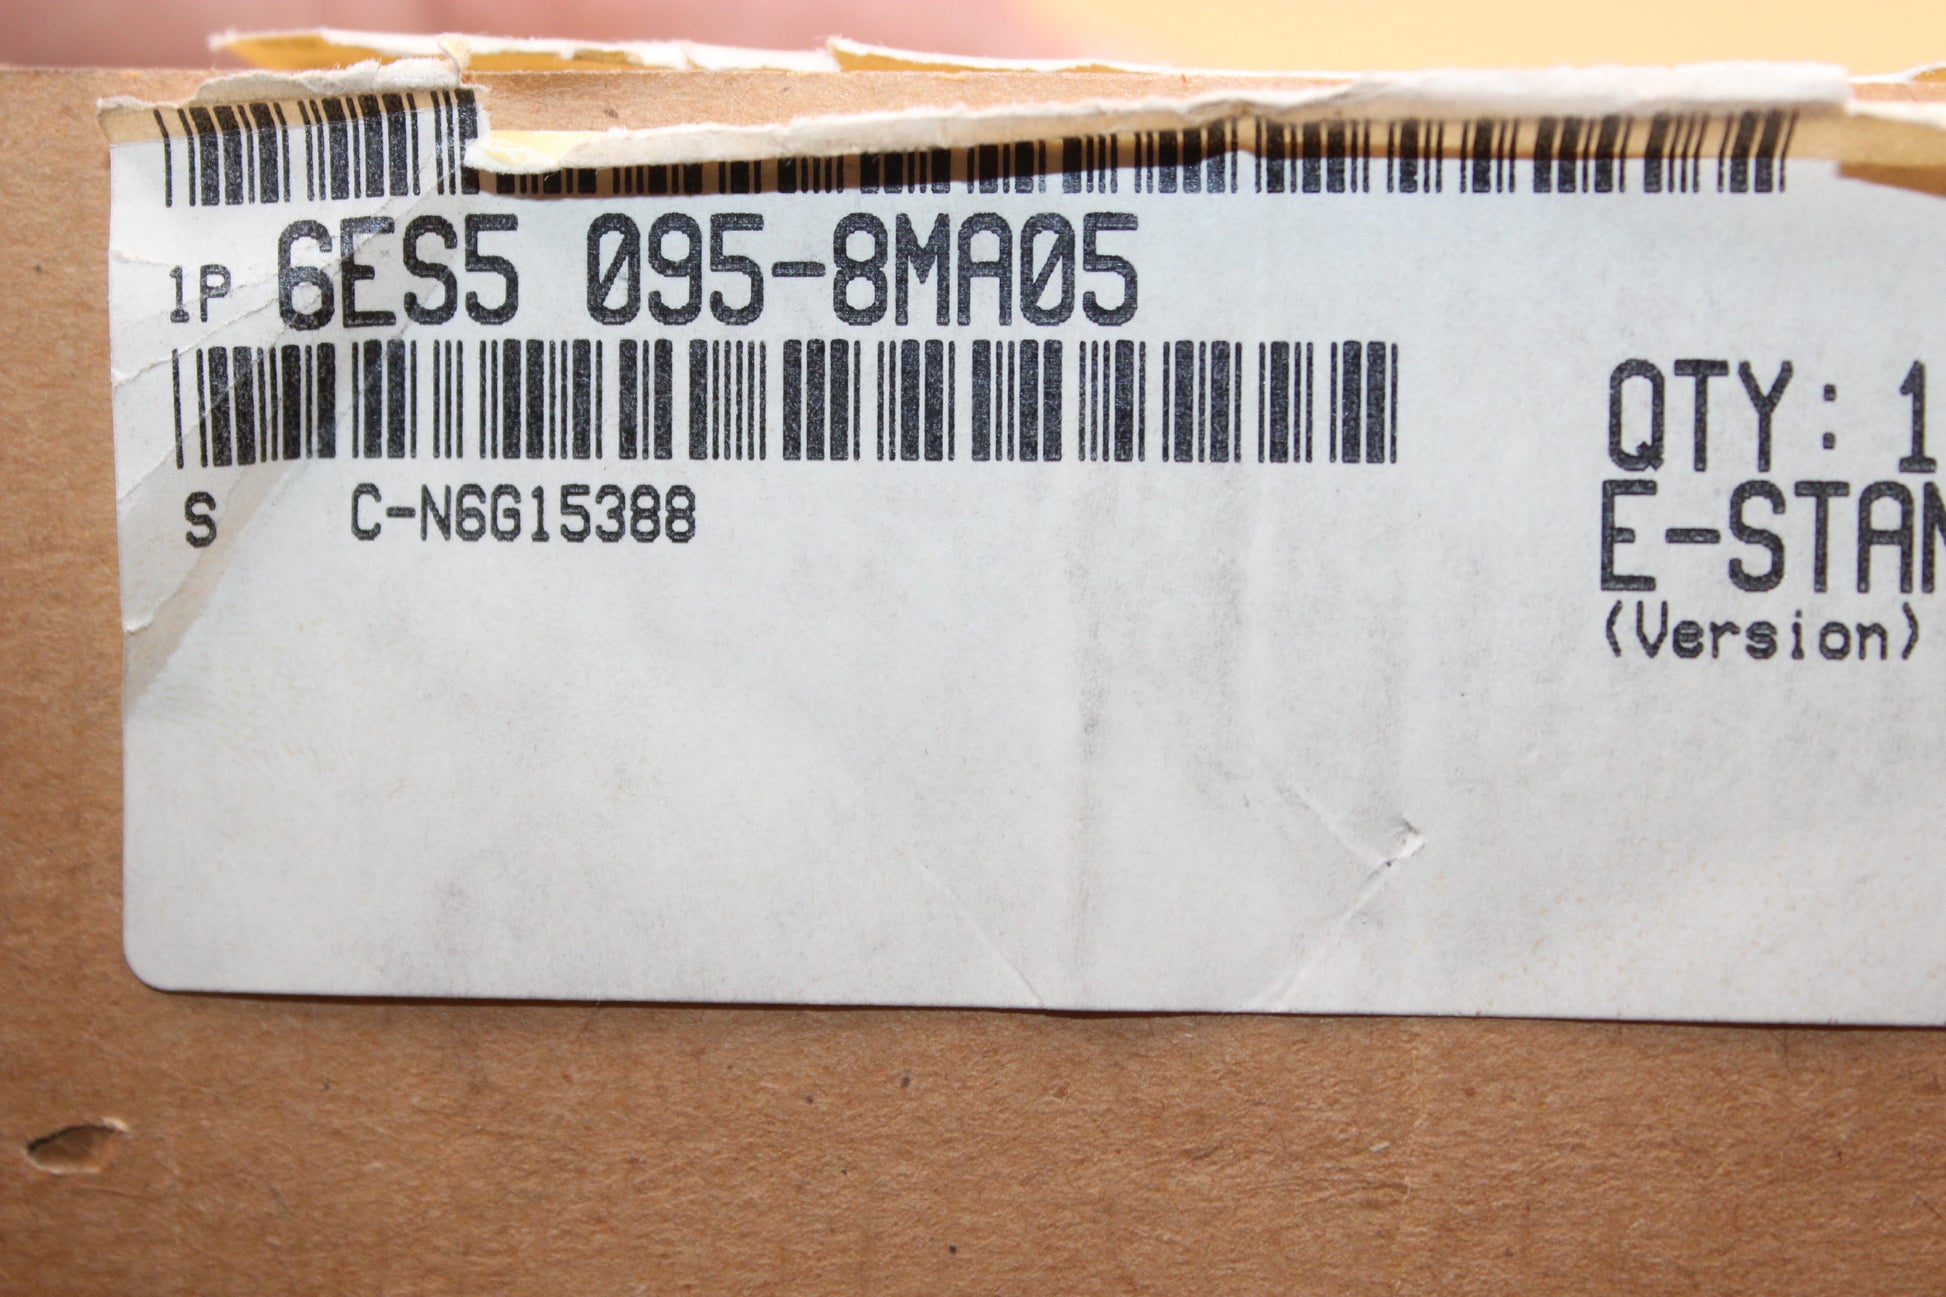 1P 6ES5 095-8MA05
QTY: 1
S C-N6G15388
E-STAN
(Version)